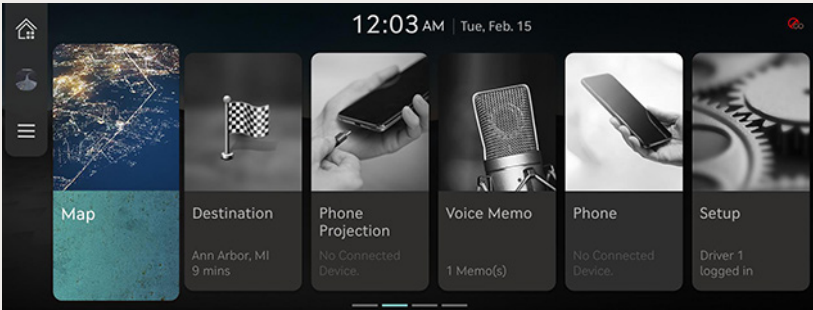 12:03 AM | Tue, Feb. 15
Map
Destination
Ann Arbor, MI
9 mins
Phone
Projection
No Connected
Device.
Voice Memo
1 Memo(s)
Phone
No Connected
Device.
Setup
Driver 1
logged in